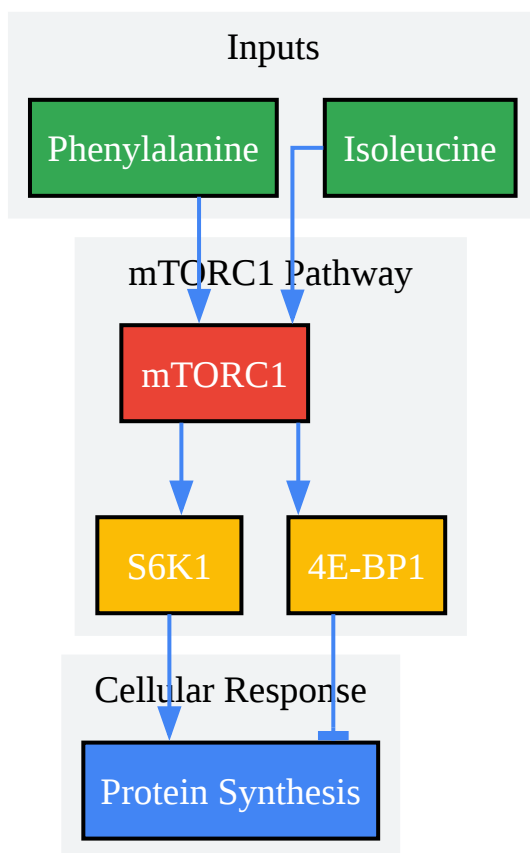 Inputs
Phenylalanine
Isoleucine
mTORC1 Pathway
mTORC1
S6K1
4E-BP1
Cellular Response
Protein Synthesis